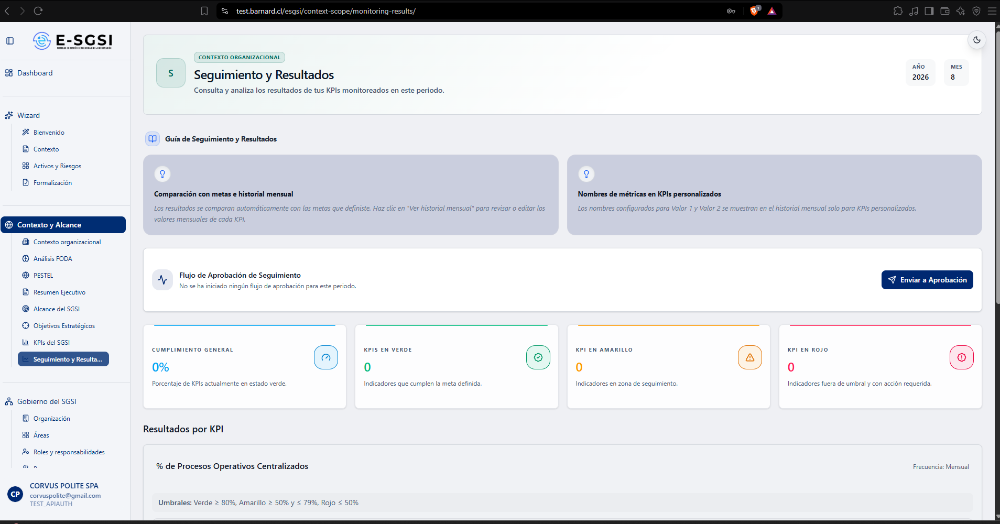 test.barnard.cl/esgsi/context-scope/monitoring-results/
1
E-SGSI
SISTEMAS DE GESTIÓN DE SEGURIDAD DE LA INFORMACIÓN
Dashboard
Wizard
Bienvenido
Contexto
Activos y Riesgos
Formalización
Contexto y Alcance
Contexto organizacional
Análisis FODA
PESTEL
Resumen Ejecutivo
Alcance del SGSI
Objetivos Estratégicos
KPIs del SGSI
Seguimiento y Resulta...
Gobierno del SGSI
Organización
Áreas
Roles y responsabilidades
CP
CORVUS POLITE SPA
corvuspolite@gmail.com
TEST_APIAUTH
S
CONTEXTO ORGANIZACIONAL
Seguimiento y Resultados
Consulta y analiza los resultados de tus KPIs monitoreados en este periodo.
AÑO
2026
MES
8
Guía de Seguimiento y Resultados
Comparación con metas e historial mensual
Los resultados se comparan automáticamente con las metas que definiste. Haz clic en "Ver historial mensual" para revisar o editar los
valores mensuales de cada KPI.
Nombres de métricas en KPIs personalizados
Los nombres configurados para Valor 1 y Valor 2 se muestran en el historial mensual solo para KPIs personalizados.
Flujo de Aprobación de Seguimiento
No se ha iniciado ningún flujo de aprobación para este periodo.
Enviar a Aprobación
CUMPLIMIENTO GENERAL
0%
Porcentaje de KPIs actualmente en estado verde.
KPIS EN VERDE
0
Indicadores que cumplen la meta definida.
KPI EN AMARILLO
0
Indicadores en zona de seguimiento.
KPI EN ROJO
0
Indicadores fuera de umbral y con acción requerida.
Resultados por KPI
% de Procesos Operativos Centralizados
Frecuencia: Mensual
Umbrales: Verde ≥ 80%, Amarillo ≥ 50% y ≤ 79%, Rojo ≤ 50%